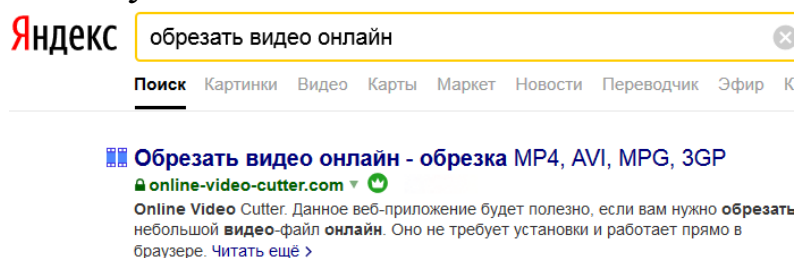 Яндекс обрезать видео онлайн
Поиск Картинки Видео Карты Маркет Новости Переводчик Эфир К
Обрезать видео онлайн - обрезка MP4, AVI, MPG, 3GP
online-video-cutter.com
Online Video Cutter. Данное веб-приложение будет полезно, если вам нужно обрезать
небольшой видео-файл онлайн. Оно не требует установки и работает прямо в
браузере. Читать ещё >